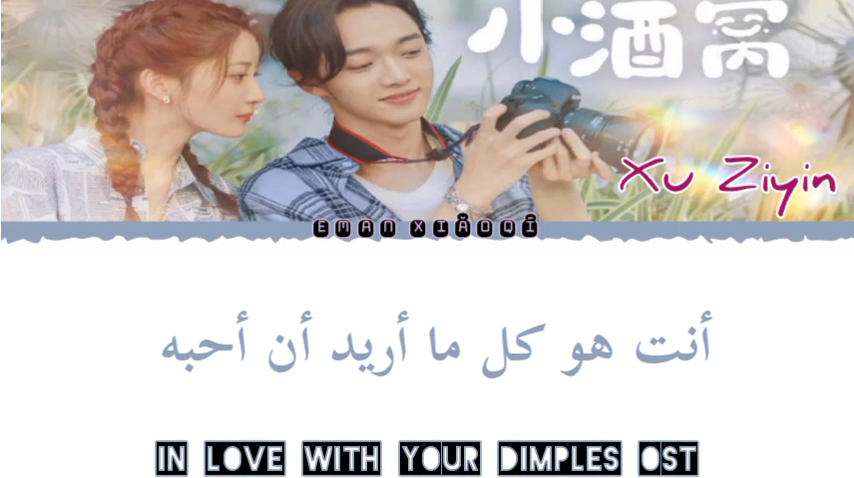 小酒窝
Xu Ziyin
EMAN XIǍOQĪ
أنت هو كل ما أريد أن أحبه
IN LOVE WITH YOUR DIMPLES OST